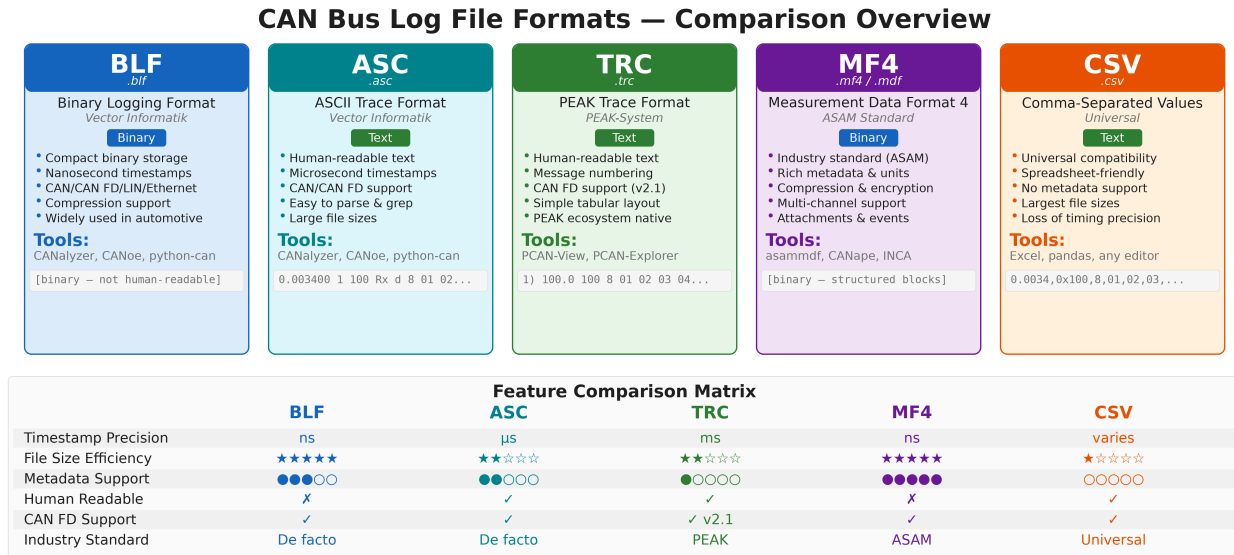 CAN Bus Log File Formats — Comparison Overview
BLF
.blf
Binary Logging Format
Vector Informatik
Binary
• Compact binary storage
• Nanosecond timestamps
• CAN/CAN FD/LIN/Ethernet
• Compression support
• Widely used in automotive
Tools:
CANalyzer, CANoe, python-can
[binary — not human-readable]
ASC
.asc
ASCII Trace Format
Vector Informatik
Text
• Human-readable text
• Microsecond timestamps
• CAN/CAN FD support
• Easy to parse & grep
• Large file sizes
Tools:
CANalyzer, CANoe, python-can
0.003400 1 100 Rx d 8 01 02...
TRC
.trc
PEAK Trace Format
PEAK-System
Text
• Human-readable text
• Message numbering
• CAN FD support (v2.1)
• Simple tabular layout
• PEAK ecosystem native
Tools:
PCAN-View, PCAN-Explorer
1) 100.0 100 8 01 02 03 04...
MF4
.mf4 / .mdf
Measurement Data Format 4
ASAM Standard
Binary
• Industry standard (ASAM)
• Rich metadata & units
• Compression & encryption
• Multi-channel support
• Attachments & events
Tools:
asammdf, CANape, INCA
[binary — structured blocks]
CSV
.csv
Comma-Separated Values
Universal
Text
• Universal compatibility
• Spreadsheet-friendly
• No metadata support
• Largest file sizes
• Loss of timing precision
Tools:
Excel, pandas, any editor
0.0034,0x100,8,01,02,03,...
Feature Comparison Matrix
BLF ASC TRC MF4 CSV
Timestamp Precision ns μs ms ns varies
File Size Efficiency ★★★★★ ★★☆☆☆ ★★☆☆☆ ★★★★★ ★☆☆☆☆
Metadata Support ●●●○○ ●●○○○ ●○○○○ ●●●●● ○○○○○
Human Readable ✗ ✓ ✓ ✗ ✓
CAN FD Support ✓ ✓ ✓ v2.1 ✓ ✓
Industry Standard De facto De facto PEAK ASAM Universal